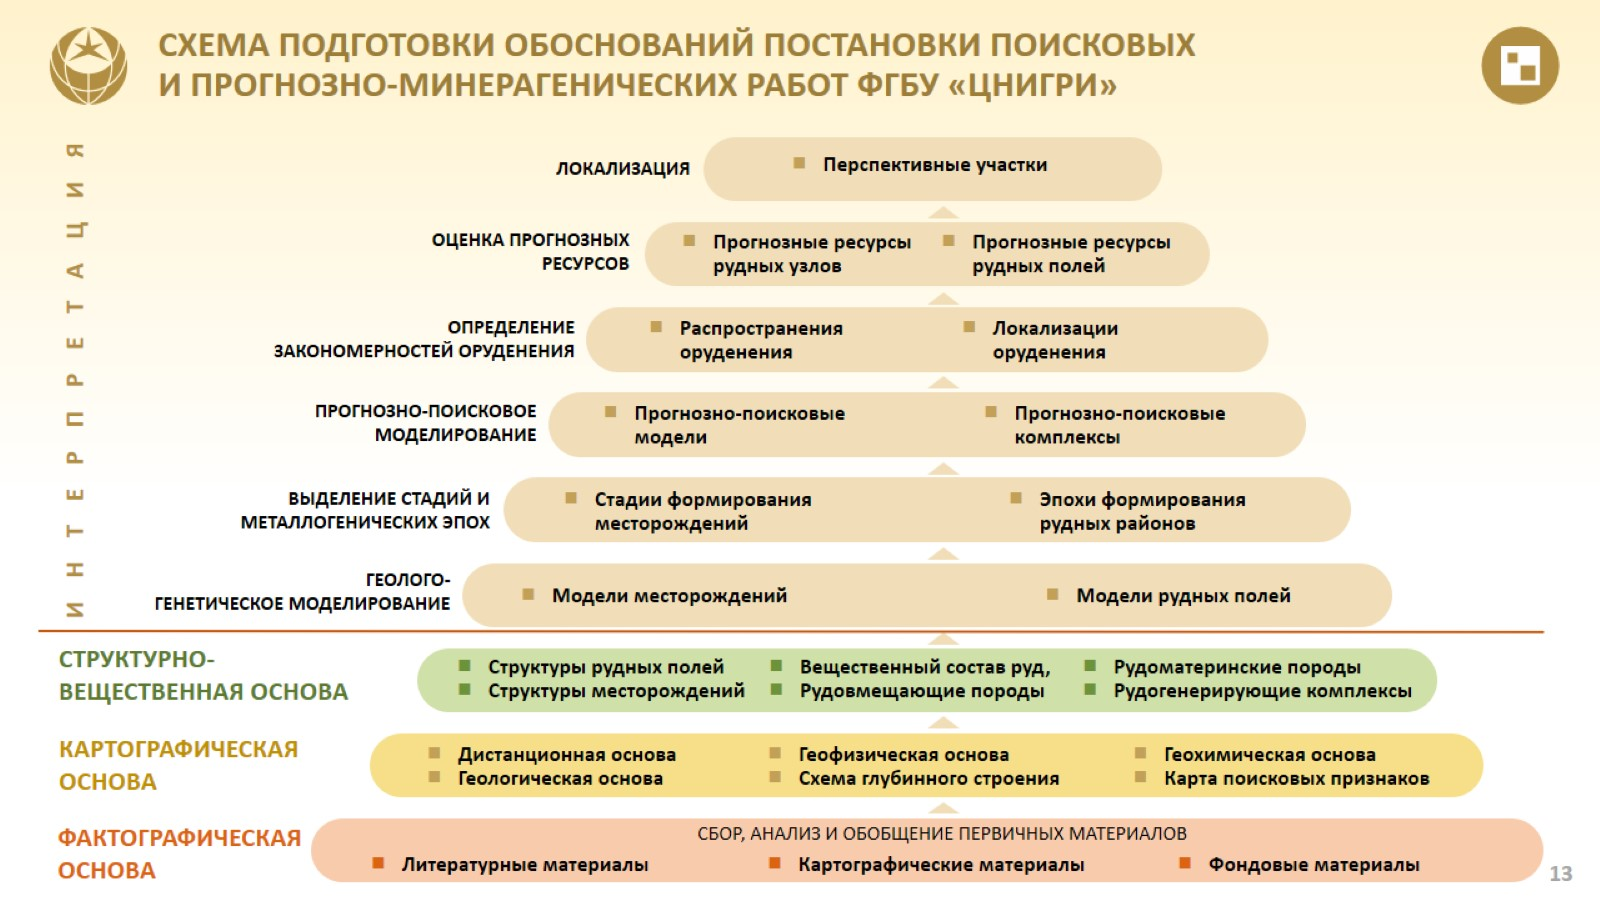 СХЕМА ПОДГОТОВКИ ОБОСНОВАНИЙ ПОСТАНОВКИ ПОИСКОВЫХ
И ПРОГНОЗНО-МИНЕРАГЕНИЧЕСКИХ РАБОТ ФГБУ «ЦНИГРИ»
ИНТЕРПРЕТАЦИЯ
ЛОКАЛИЗАЦИЯ
Перспективные участки
ОЦЕНКА ПРОГНОЗНЫХ
РЕСУРСОВ
Прогнозные ресурсы
рудных узлов
Прогнозные ресурсы
рудных полей
ОПРЕДЕЛЕНИЕ
ЗАКОНОМЕРНОСТЕЙ ОРУДЕНЕНИЯ
Распространения
оруденения
Локализации
оруденения
ПРОГНОЗНО-ПОИСКОВОЕ
МОДЕЛИРОВАНИЕ
Прогнозно-поисковые
модели
Прогнозно-поисковые
комплексы
ВЫДЕЛЕНИЕ СТАДИЙ И
МЕТАЛЛОГЕНИЧЕСКИХ ЭПОХ
Стадии формирования
месторождений
Эпохи формирования
рудных районов
ГЕОЛОГО-
ГЕНЕТИЧЕСКОЕ МОДЕЛИРОВАНИЕ
Модели месторождений
Модели рудных полей
СТРУКТУРНО-
ВЕЩЕСТВЕННАЯ ОСНОВА
Структуры рудных полей
Структуры месторождений
Вещественный состав руд,
Рудовмещающие породы
Рудоматеринские породы
Рудогенерирующие комплексы
КАРТОГРАФИЧЕСКАЯ
ОСНОВА
Дистанционная основа
Геологическая основа
Геофизическая основа
Схема глубинного строения
Геохимическая основа
Карта поисковых признаков
ФАКТОГРАФИЧЕСКАЯ
ОСНОВА
СБОР, АНАЛИЗ И ОБОБЩЕНИЕ ПЕРВИЧНЫХ МАТЕРИАЛОВ
Литературные материалы
Картографические материалы
Фондовые материалы
13